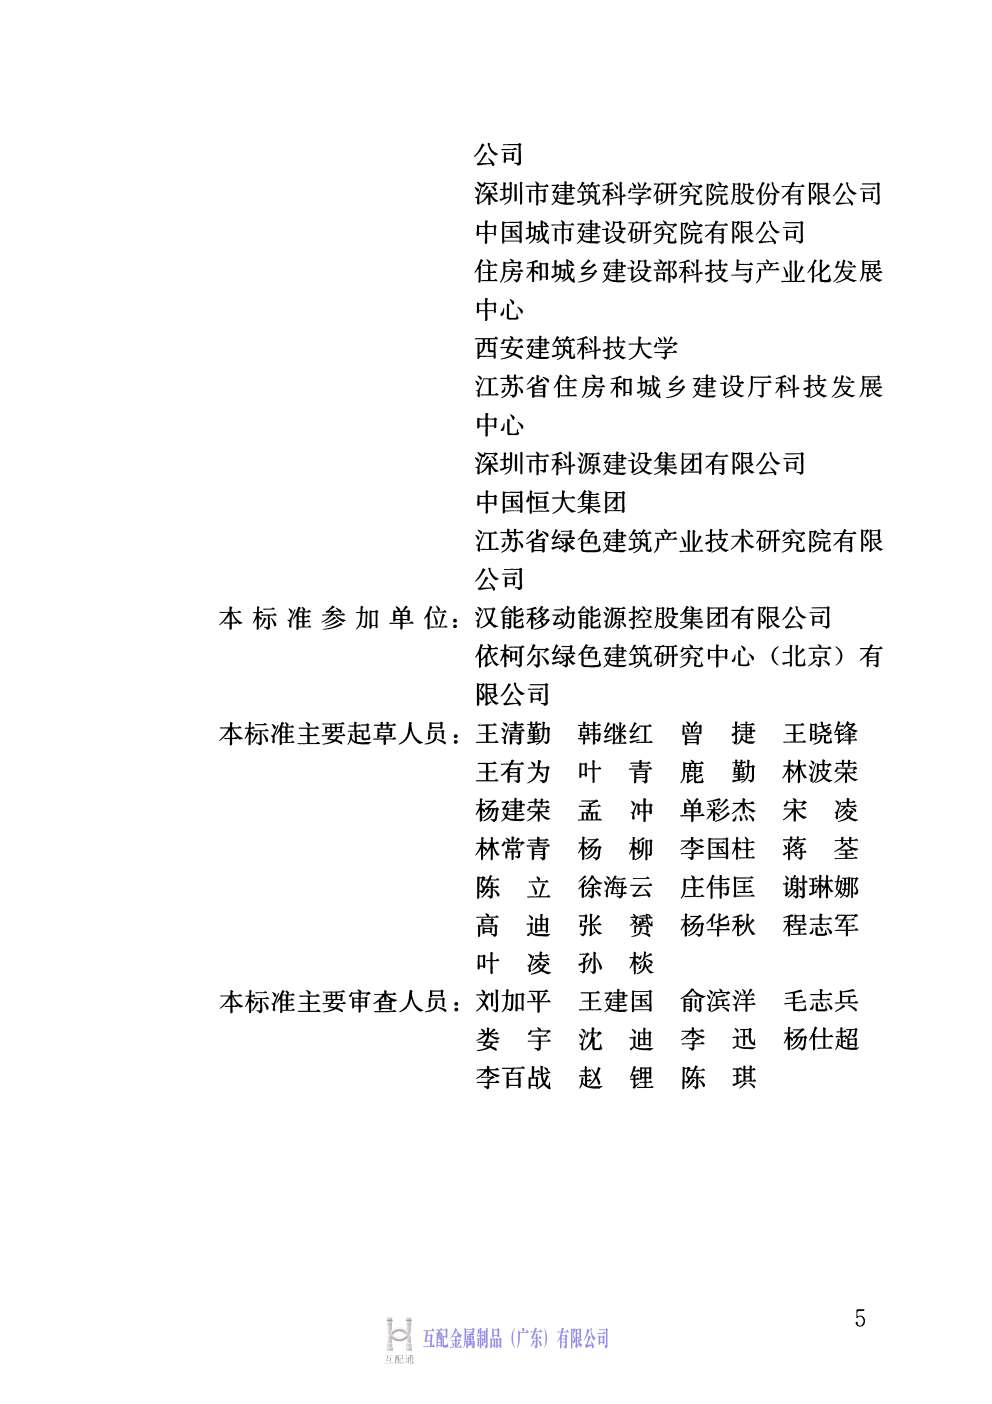 公司
深圳市建筑科学研究院股份有限公司
中国城市建设研究院有限公司
住房和城乡建设部科技与产业化发展
中心
西安建筑科技大学
江苏省住房和城乡建设厅科技发展
中心
深圳市科源建设集团有限公司
中国恒大集团
江苏省绿色建筑产业技术研究院有限
公司
本标准参加单位：汉能移动能源控股集团有限公司
依柯尔绿色建筑研究中心（北京）有
限公司
本标准主要起草人员：王清勤 韩继红 曾 捷 王晓锋
王有为 叶 青 鹿 勤 林波荣
杨建荣 孟 冲 单彩杰 宋 凌
林常青 杨 柳 李国柱 蒋 荃
陈 立 徐海云 庄伟匡 谢琳娜
高 迪 张 赟 杨华秋 程志军
叶 凌 孙 棪
本标准主要审查人员：刘加平 王建国 俞滨洋 毛志兵
娄 宇 沈 迪 李 迅 杨仕超
李百战 赵 锂 陈 琪
5
互配金属制品（广东）有限公司
互配通